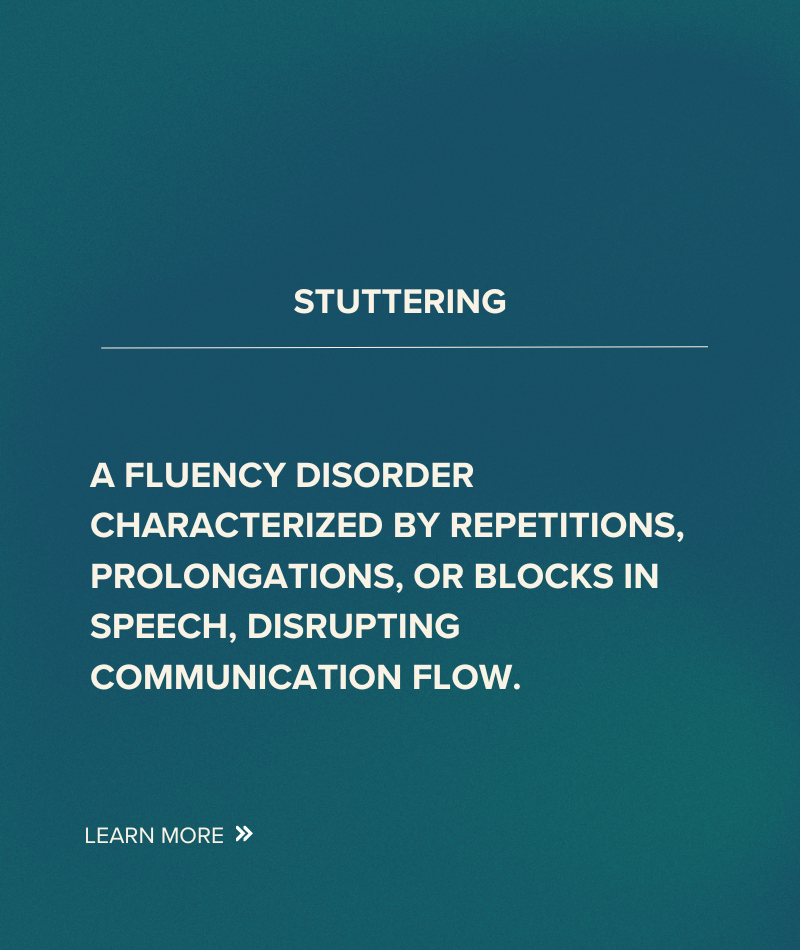 STUTTERING
A FLUENCY DISORDER
CHARACTERIZED BY REPETITIONS,
PROLONGATIONS, OR BLOCKS IN
SPEECH, DISRUPTING
COMMUNICATION FLOW.
LEARN MORE »